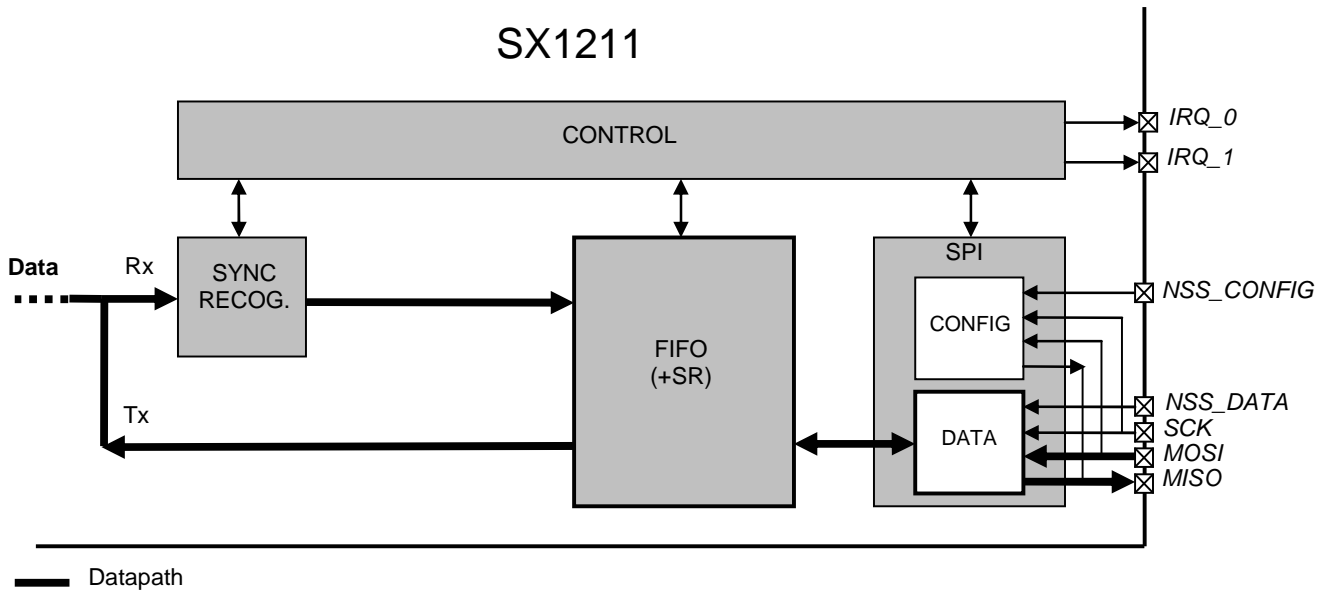 SX1211
CONTROL
IRQ_0
IRQ_1
Data
Rx
SYNC
RECOG.
FIFO
(+SR)
SPI
CONFIG
DATA
NSS_CONFIG
NSS_DATA
SCK
MOSI
MISO
Tx
Datapath